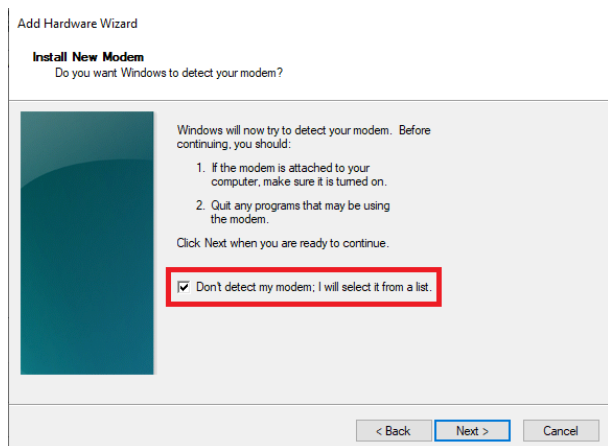 Add Hardware Wizard
Install New Modem
Do you want Windows to detect your modem?
Windows will now try to detect your modem. Before
continuing, you should:
1. If the modem is attached to your
computer, make sure it is turned on.
2. Quit any programs that may be using
the modem.
Click Next when you are ready to continue.
Don't detect my modem; I will select it from a list.
< Back Next > Cancel